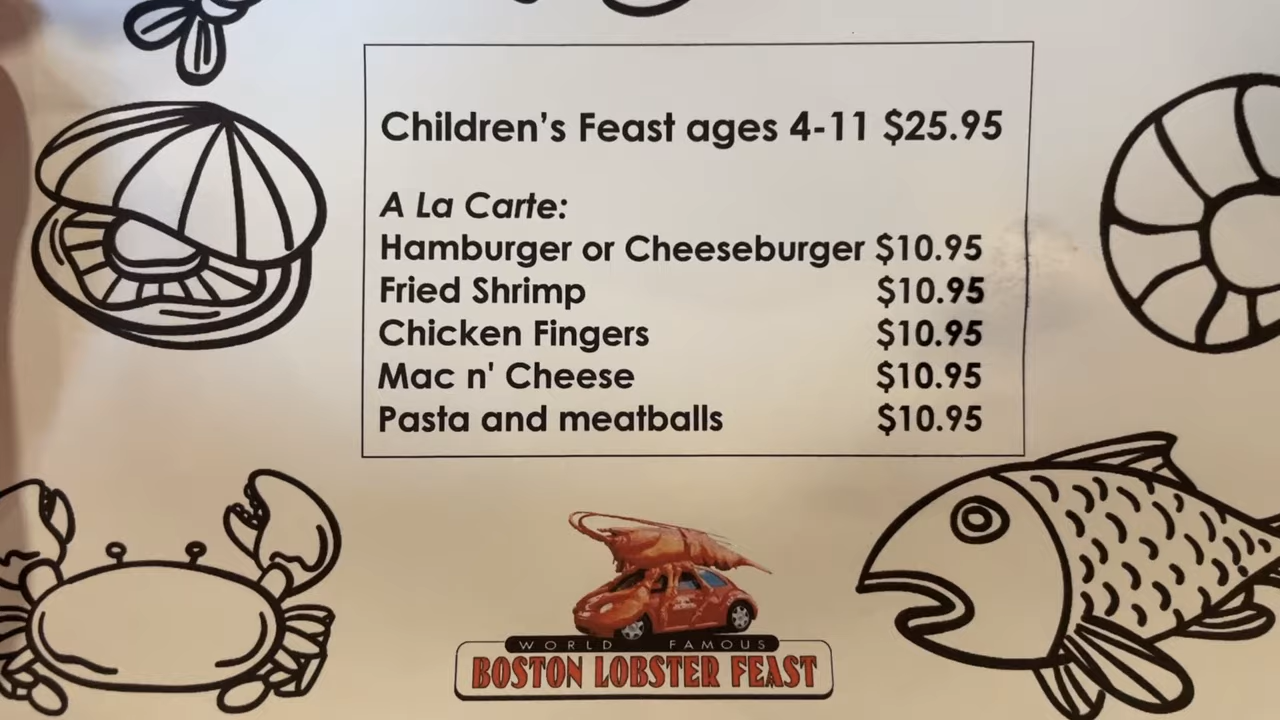 Children's Feast ages 4-11 $25.95
A La Carte:
Hamburger or Cheeseburger $10.95
Fried Shrimp $10.95
Chicken Fingers $10.95
Mac n' Cheese $10.95
Pasta and meatballs $10.95
WORLD FAMOUS
BOSTON LOBSTER FEAST